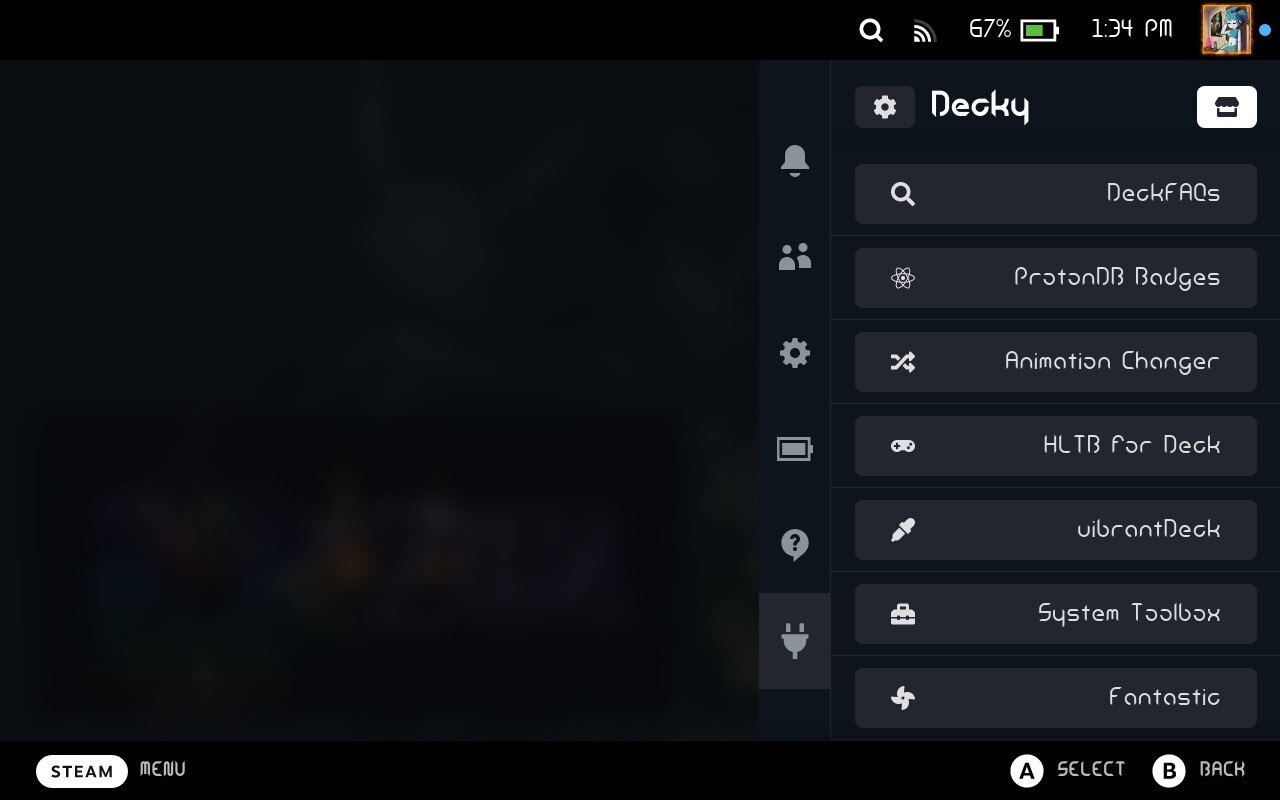 67% 1:34 PM
Decky
DeckFAQs
ProtonDB Badges
Animation Changer
HLTB for Deck
vibrantDeck
System Toolbox
Fantastic
STEAM MENU
A SELECT B BACK